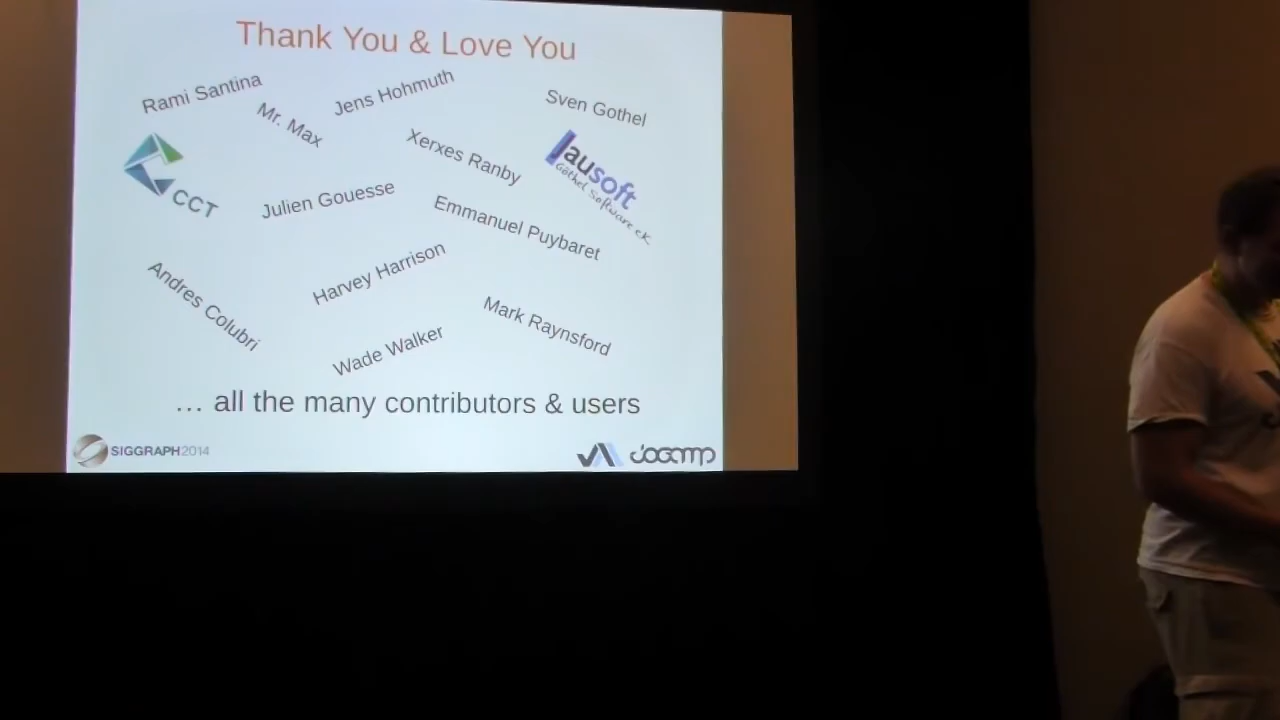 Thank You & Love You
Rami Santina
Jens Hohmuth
Sven Gothel
Mr. Max
Xerxes Ranby
Jausoft
Göthel Software e.K.
CCT
Julien Gouesse
Emmanuel Puybaret
Harvey Harrison
Andres Colubri
Mark Raynsford
Wade Walker
... all the many contributors & users
SIGGRAPH2014
JogAmp